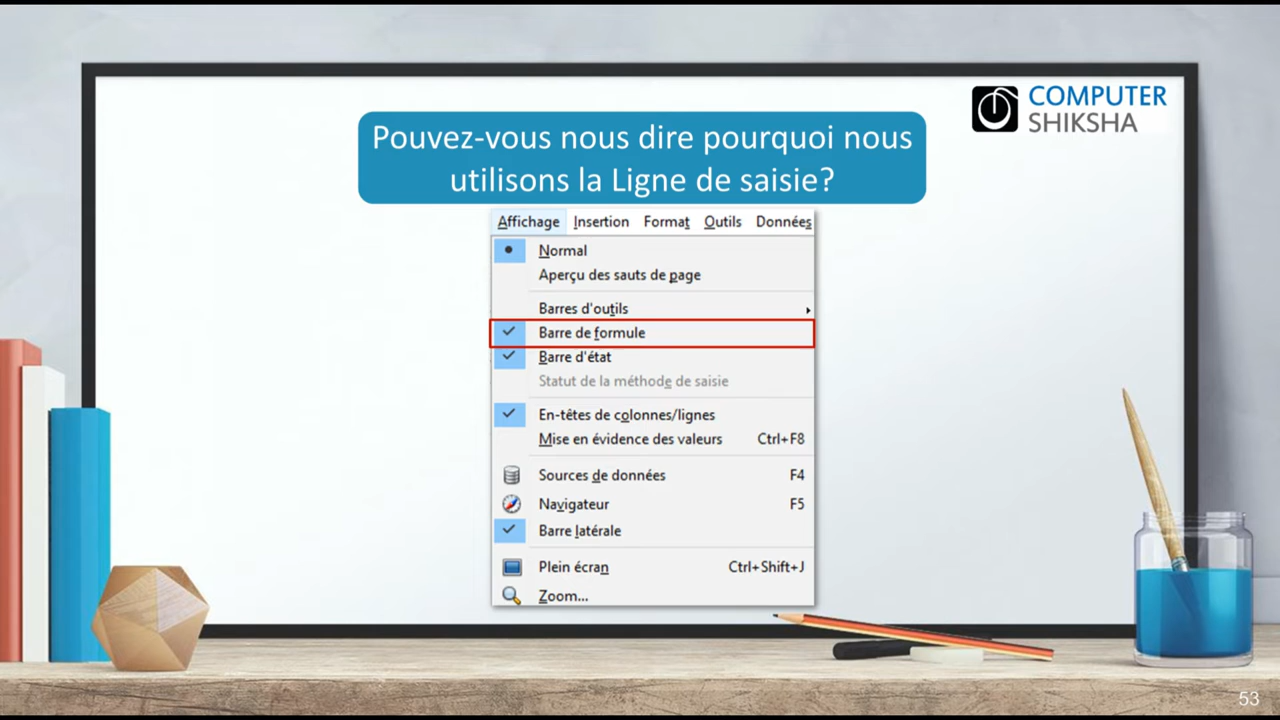 COMPUTER
SHIKSHA
Pouvez-vous nous dire pourquoi nous
utilisons la Ligne de saisie?
Affichage Insertion Format Outils Données
Normal
Aperçu des sauts de page
Barres d'outils
Barre de formule
Barre d'état
Statut de la méthode de saisie
En-têtes de colonnes/lignes
Mise en évidence des valeurs Ctrl+F8
Sources de données F4
Navigateur F5
Barre latérale
Plein écran Ctrl+Shift+J
Zoom...
53